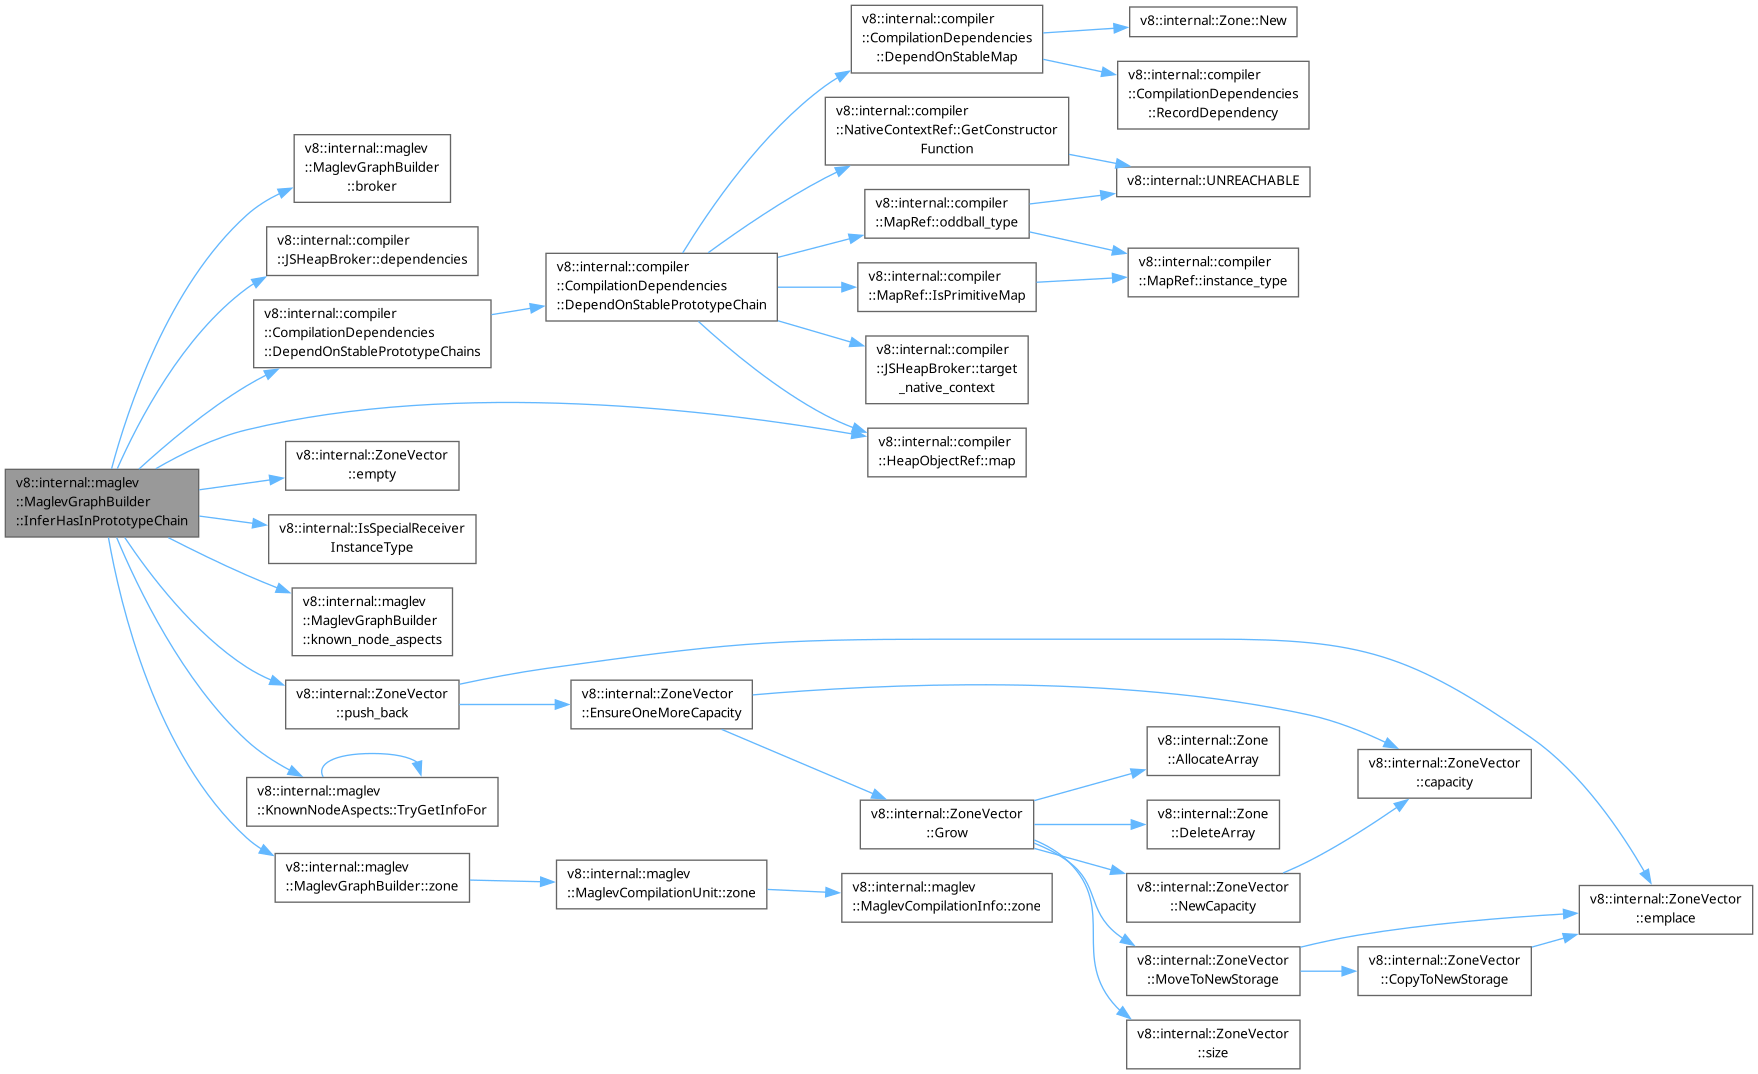 v8::internal::maglev
::MaglevGraphBuilder
::InferHasInPrototypeChain
v8::internal::maglev
::MaglevGraphBuilder
::broker
v8::internal::compiler
::JSHeapBroker::dependencies
v8::internal::compiler
::CompilationDependencies
::DependOnStablePrototypeChains
v8::internal::ZoneVector
::empty
v8::internal::IsSpecialReceiver
InstanceType
v8::internal::maglev
::MaglevGraphBuilder
::known_node_aspects
v8::internal::ZoneVector
::push_back
v8::internal::maglev
::KnownNodeAspects::TryGetInfoFor
v8::internal::maglev
::MaglevGraphBuilder::zone
v8::internal::compiler
::CompilationDependencies
::DependOnStablePrototypeChain
v8::internal::ZoneVector
::EnsureOneMoreCapacity
v8::internal::maglev
::MaglevCompilationUnit::zone
v8::internal::compiler
::CompilationDependencies
::DependOnStableMap
v8::internal::compiler
::NativeContextRef::GetConstructor
Function
v8::internal::compiler
::MapRef::oddball_type
v8::internal::compiler
::MapRef::IsPrimitiveMap
v8::internal::compiler
::JSHeapBroker::target
_native_context
v8::internal::compiler
::HeapObjectRef::map
v8::internal::ZoneVector
::Grow
v8::internal::maglev
::MaglevCompilationInfo::zone
v8::internal::Zone::New
v8::internal::compiler
::CompilationDependencies
::RecordDependency
v8::internal::UNREACHABLE
v8::internal::compiler
::MapRef::instance_type
v8::internal::Zone
::AllocateArray
v8::internal::Zone
::DeleteArray
v8::internal::ZoneVector
::NewCapacity
v8::internal::ZoneVector
::MoveToNewStorage
v8::internal::ZoneVector
::size
v8::internal::ZoneVector
::capacity
v8::internal::ZoneVector
::CopyToNewStorage
v8::internal::ZoneVector
::emplace